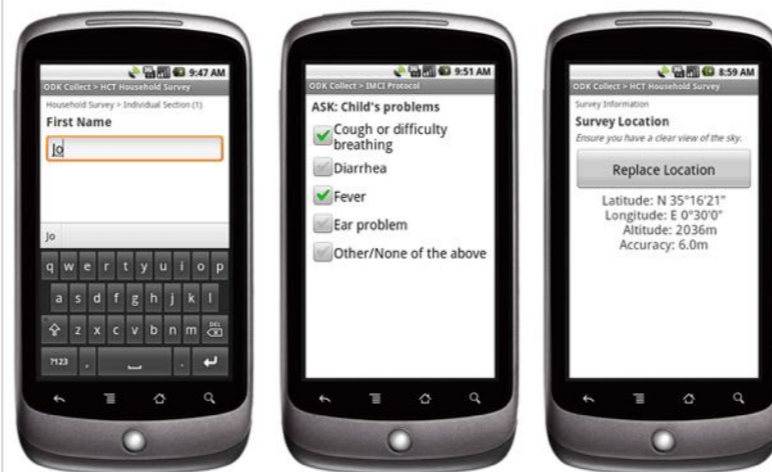 9:47 AM
ODK Collect > HCT Household Survey
Household Survey > Individual Section (1)
First Name
Jo
Jo
q w e r t y u i o p
a s d f g h j k l
z x c v b n m DEL
?123 , .
9:51 AM
ODK Collect > IMCI Protocol
ASK: Child's problems
Cough or difficulty
breathing
Diarrhea
Fever
Ear problem
Other/None of the above
8:59 AM
ODK Collect > HCT Household Survey
Survey Information
Survey Location
Ensure you have a clear view of the sky.
Replace Location
Latitude: N 35°16'21"
Longitude: E 0°30'0"
Altitude: 2036m
Accuracy: 6.0m